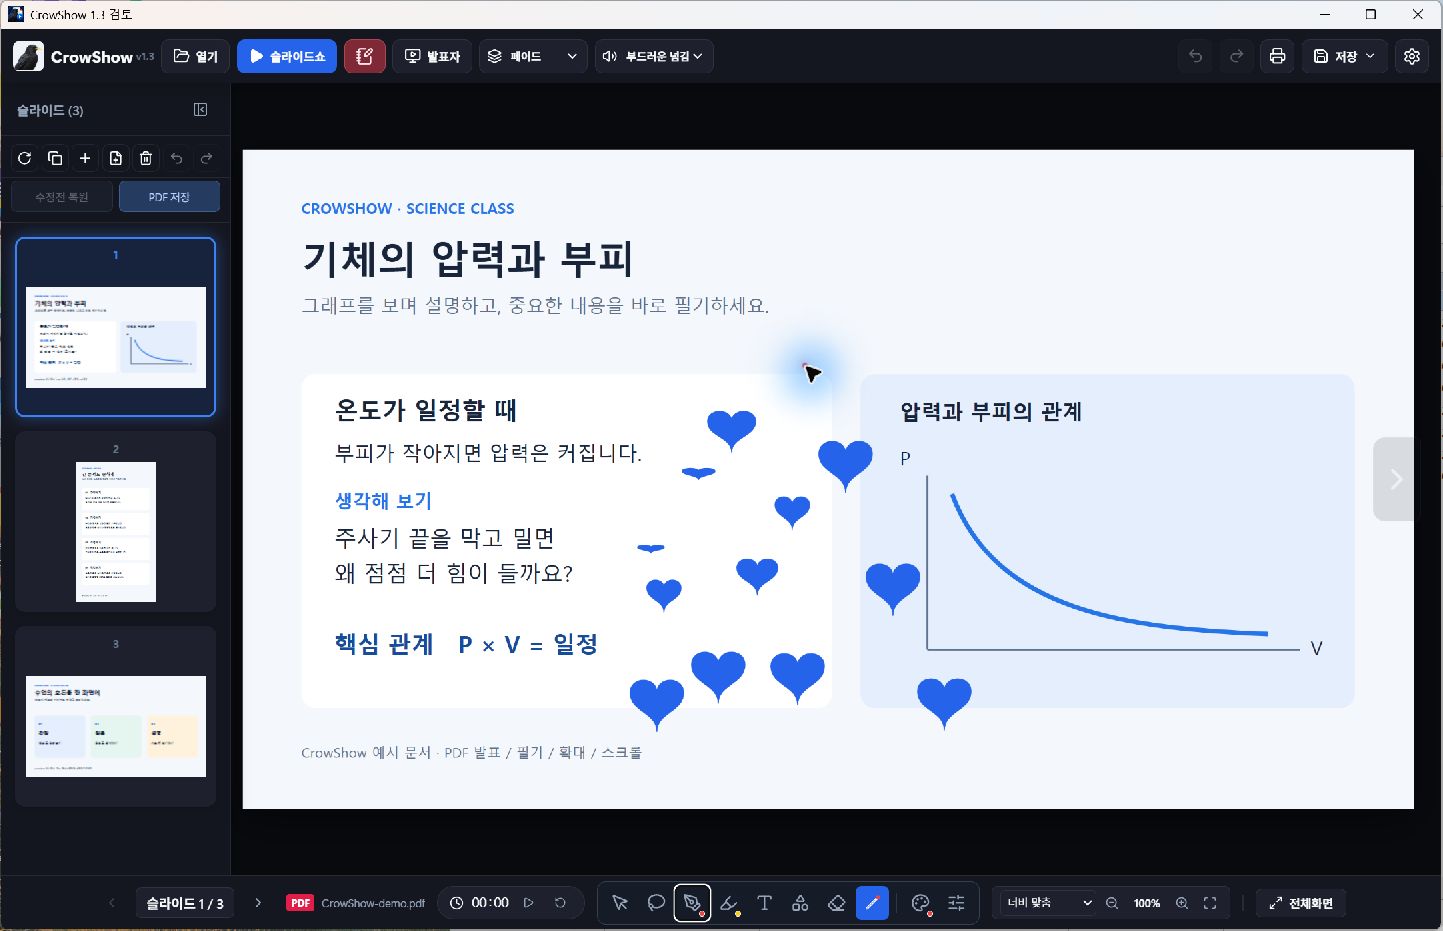 CrowShow 1.3 검토
CrowShow v1.3 열기 슬라이드쇼 발표자 페이드 부드러운 넘김 저장
슬라이드 (3)
수정전 복원 PDF 저장
1
2
3
CROWSHOW · SCIENCE CLASS
기체의 압력과 부피
그래프를 보며 설명하고, 중요한 내용을 바로 필기하세요.
온도가 일정할 때
부피가 작아지면 압력은 커집니다.
생각해 보기
주사기 끝을 막고 밀면
왜 점점 더 힘이 들까요?
핵심 관계 P × V = 일정
압력과 부피의 관계
P
V
CrowShow 예시 문서 · PDF 발표 / 필기 / 확대 / 스크롤
슬라이드 1 / 3 PDF CrowShow-demo.pdf 00:00 너비 맞춤 100% 전체화면